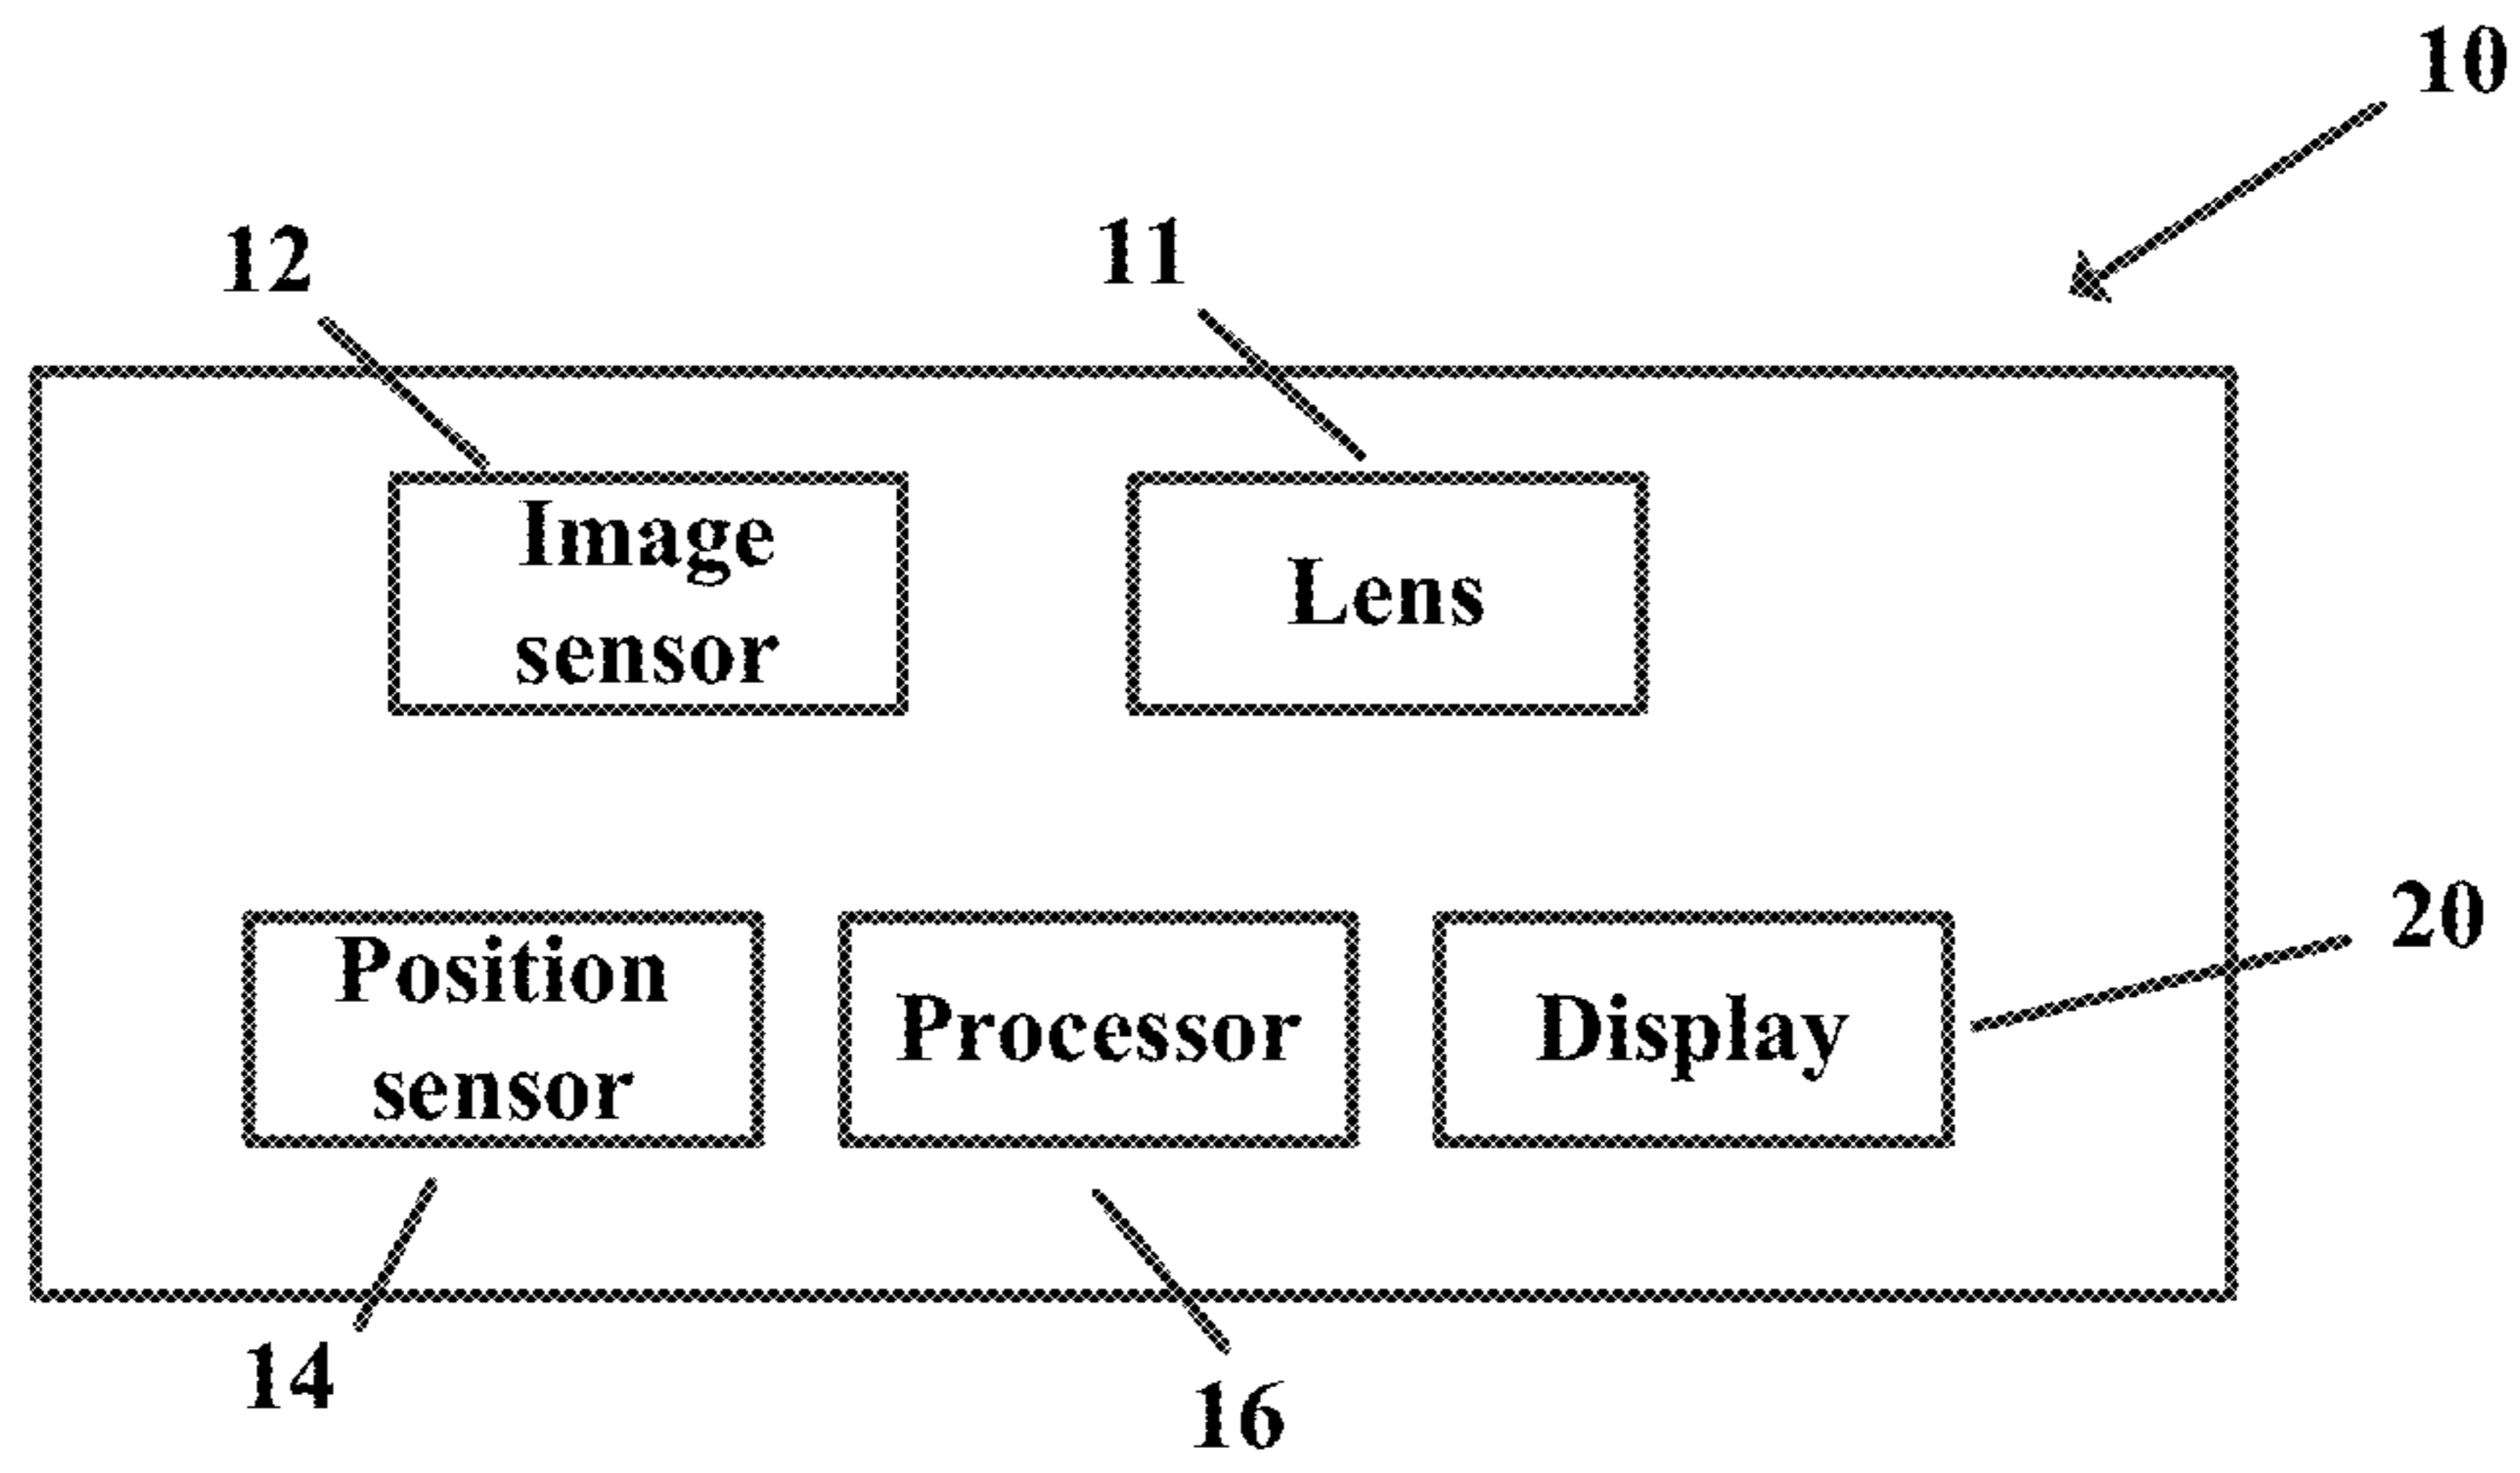 10
12
11
Image
sensor
Lens
20
Position
sensor
Processor
Display
14
16